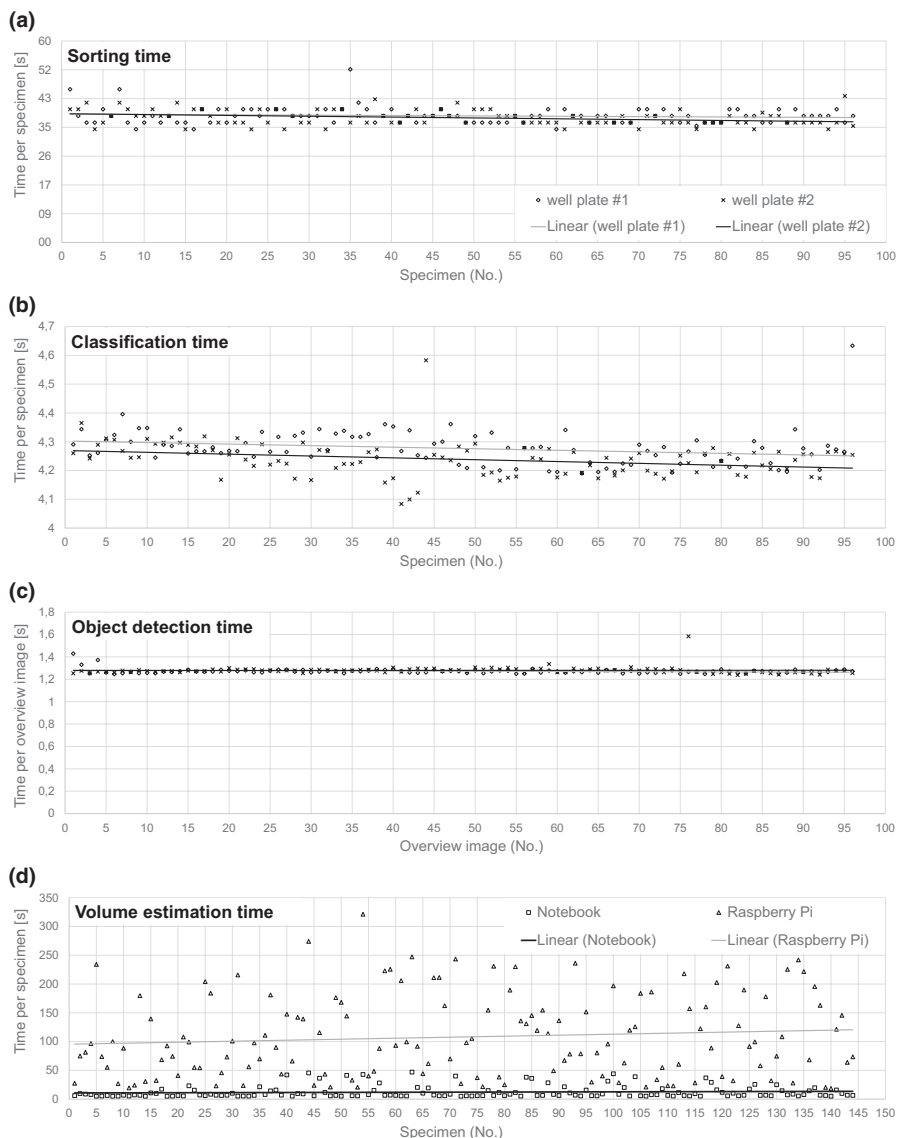 (a)
Sorting time
Time per specimen [s]
60
52
43
35
26
17
09
00
well plate #1
well plate #2
Linear (well plate #1)
Linear (well plate #2)
0 5 10 15 20 25 30 35 40 45 50 55 60 65 70 75 80 85 90 95 100
Specimen (No.)
(b)
Classification time
Time per specimen [s]
4,7
4,6
4,5
4,4
4,3
4,2
4,1
4
0 5 10 15 20 25 30 35 40 45 50 55 60 65 70 75 80 85 90 95 100
Specimen (No.)
(c)
Object detection time
Time per overview image [s]
1,8
1,6
1,4
1,2
1
0,8
0,6
0,4
0,2
0
0 5 10 15 20 25 30 35 40 45 50 55 60 65 70 75 80 85 90 95 100
Overview image (No.)
(d)
Volume estimation time
Time per specimen [s]
350
300
250
200
150
100
50
0
Notebook
Raspberry Pi
Linear (Notebook)
Linear (Raspberry Pi)
0 5 10 15 20 25 30 35 40 45 50 55 60 65 70 75 80 85 90 95 100 105 110 115 120 125 130 135 140 145 150
Specimen (No.)